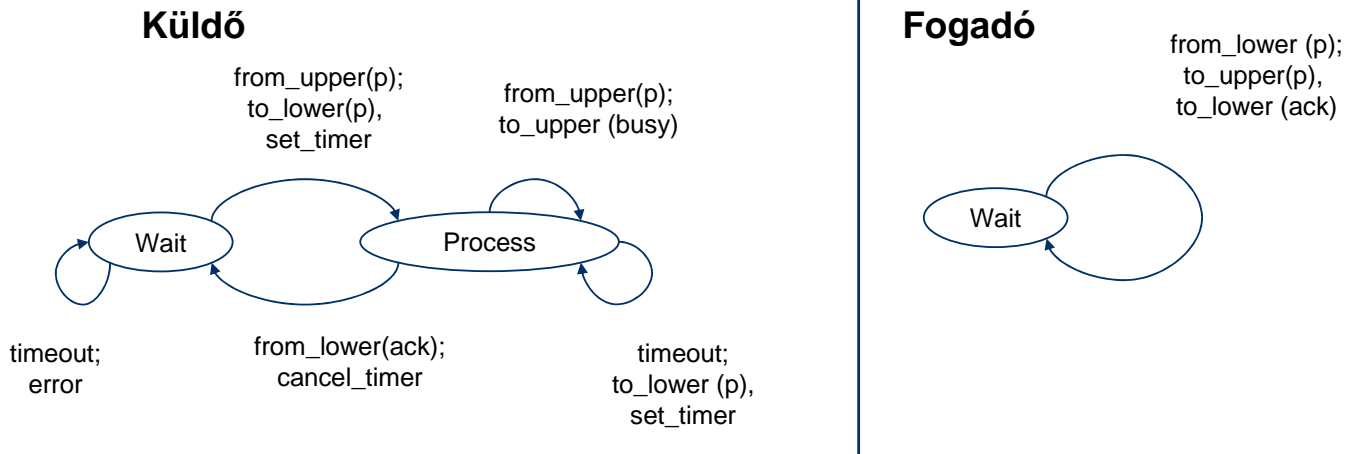 Küldő
from_upper(p);
to_lower(p),
set_timer
from_upper(p);
to_upper (busy)
Wait
Process
timeout;
error
from_lower(ack);
cancel_timer
timeout;
to_lower (p),
set_timer
Fogadó
from_lower (p);
to_upper(p),
to_lower (ack)
Wait